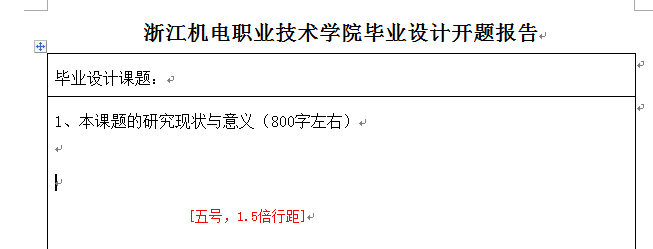 浙江机电职业技术学院毕业设计开题报告
毕业设计课题：
1、本课题的研究现状与意义（800字左右）
[五号，1.5倍行距]